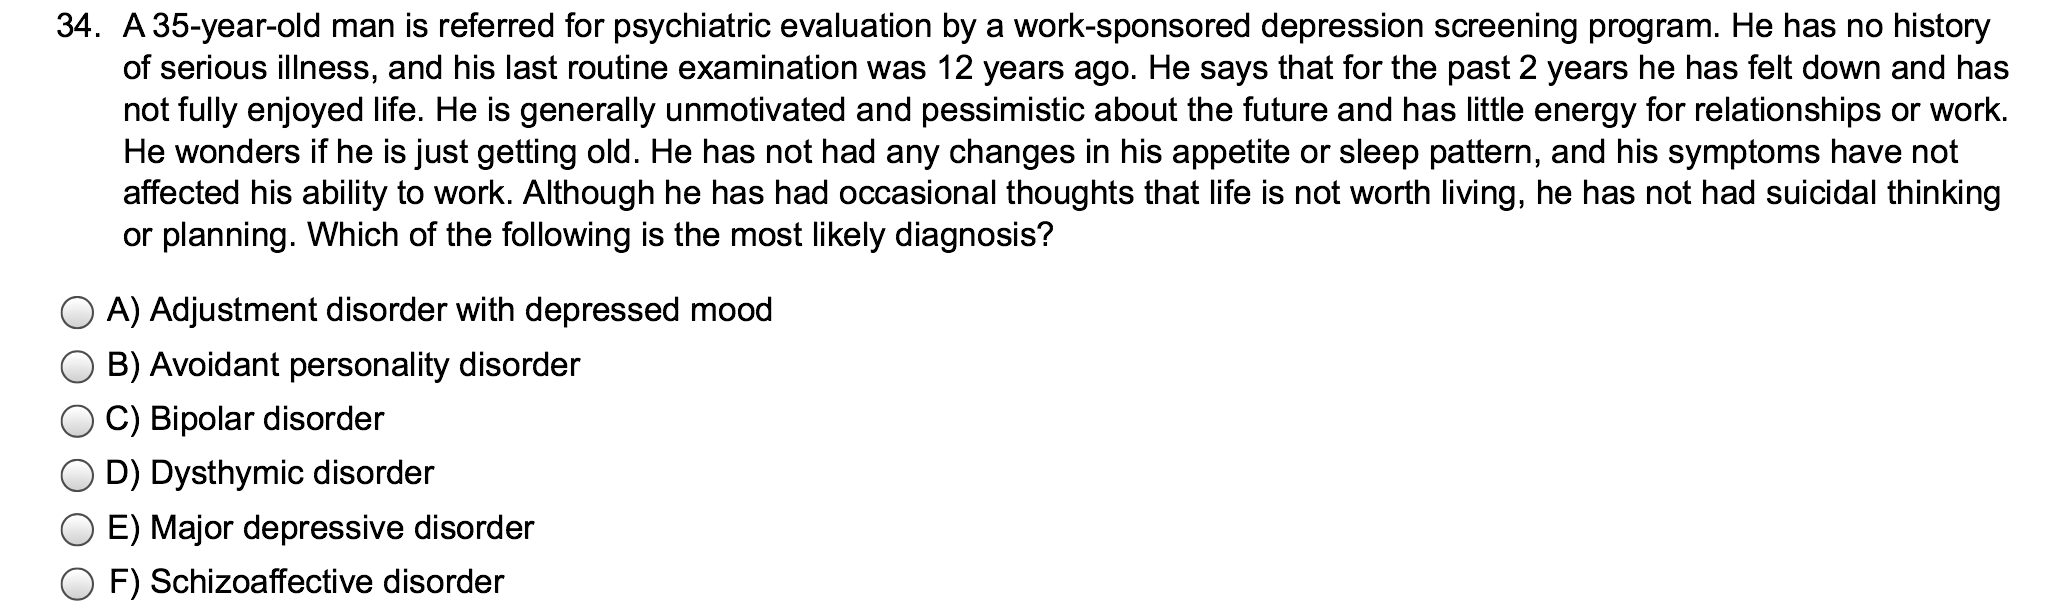 34. A 35-year-old man is referred for psychiatric evaluation by a work-sponsored depression screening program. He has no history
of serious illness, and his last routine examination was 12 years ago. He says that for the past 2 years he has felt down and has
not fully enjoyed life. He is generally unmotivated and pessimistic about the future and has little energy for relationships or work.
He wonders if he is just getting old. He has not had any changes in his appetite or sleep pattern, and his symptoms have not
affected his ability to work. Although he has had occasional thoughts that life is not worth living, he has not had suicidal thinking
or planning. Which of the following is the most likely diagnosis?
A) Adjustment disorder with depressed mood
B) Avoidant personality disorder
C) Bipolar disorder
D) Dysthymic disorder
E) Major depressive disorder
F) Schizoaffective disorder